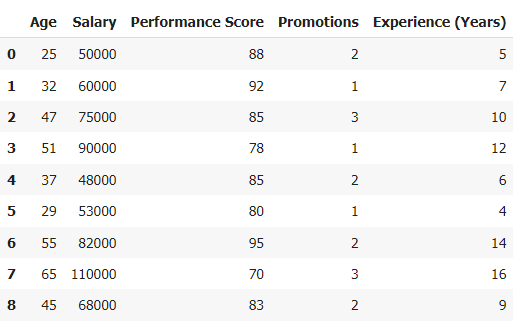 Age Salary Performance Score Promotions Experience (Years)
0 25 50000 88 2 5
1 32 60000 92 1 7
2 47 75000 85 3 10
3 51 90000 78 1 12
4 37 48000 85 2 6
5 29 53000 80 1 4
6 55 82000 95 2 14
7 65 110000 70 3 16
8 45 68000 83 2 9